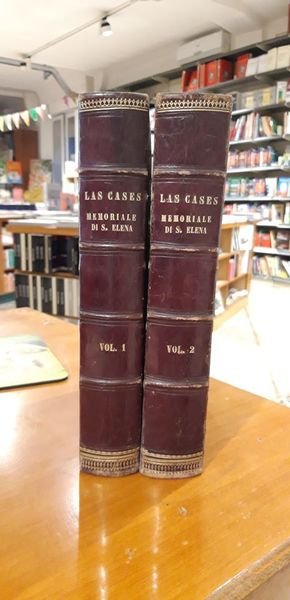 LAS CASES
MEMORIALE
DI S. ELENA
VOL. 1
LAS CASES
MEMORIALE
DI S. ELENA
VOL. 2